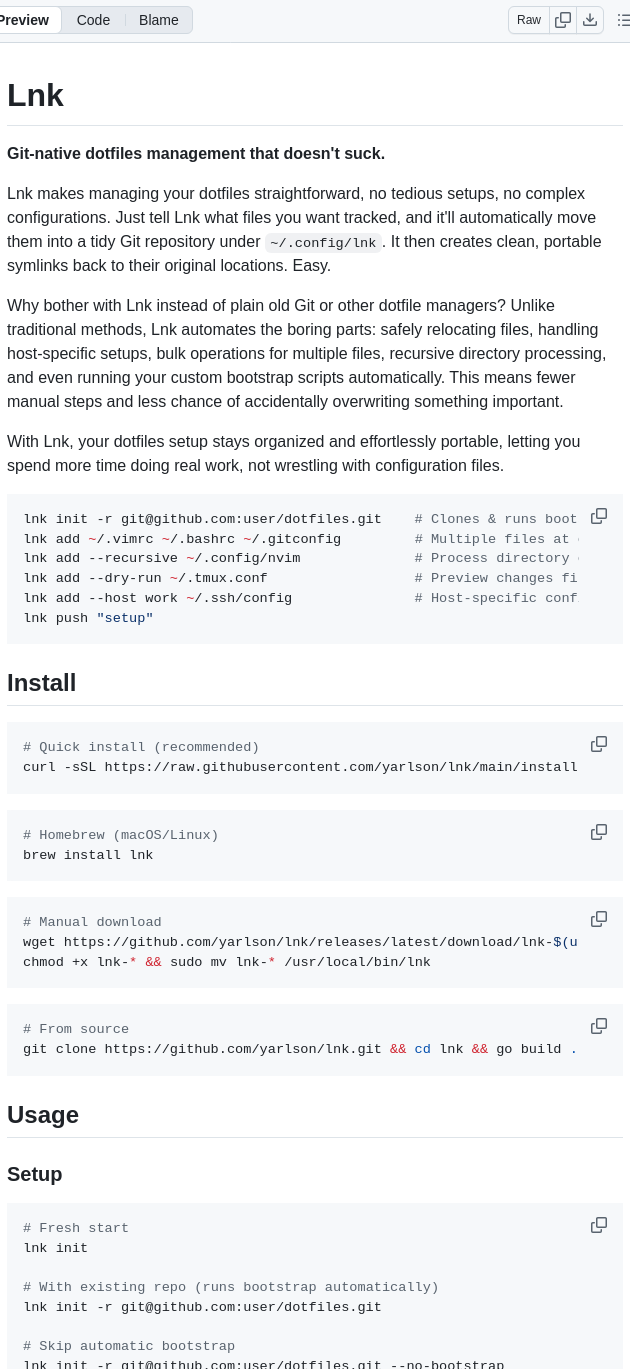 Preview Code Blame Raw
Lnk
Git-native dotfiles management that doesn't suck.
Lnk makes managing your dotfiles straightforward, no tedious setups, no complex
configurations. Just tell Lnk what files you want tracked, and it'll automatically move
them into a tidy Git repository under ~/.config/lnk. It then creates clean, portable
symlinks back to their original locations. Easy.
Why bother with Lnk instead of plain old Git or other dotfile managers? Unlike
traditional methods, Lnk automates the boring parts: safely relocating files, handling
host-specific setups, bulk operations for multiple files, recursive directory processing,
and even running your custom bootstrap scripts automatically. This means fewer
manual steps and less chance of accidentally overwriting something important.
With Lnk, your dotfiles setup stays organized and effortlessly portable, letting you
spend more time doing real work, not wrestling with configuration files.
lnk init -r git@github.com:user/dotfiles.git # Clones & runs boot
lnk add ~/.vimrc ~/.bashrc ~/.gitconfig # Multiple files at
lnk add --recursive ~/.config/nvim # Process directory
lnk add --dry-run ~/.tmux.conf # Preview changes fi
lnk add --host work ~/.ssh/config # Host-specific conf
lnk push "setup"
Install
# Quick install (recommended)
curl -sSL https://raw.githubusercontent.com/yarlson/lnk/main/install
# Homebrew (macOS/Linux)
brew install lnk
# Manual download
wget https://github.com/yarlson/lnk/releases/latest/download/lnk-$(u
chmod +x lnk-* && sudo mv lnk-* /usr/local/bin/lnk
# From source
git clone https://github.com/yarlson/lnk.git && cd lnk && go build .
Usage
Setup
# Fresh start
lnk init
# With existing repo (runs bootstrap automatically)
lnk init -r git@github.com:user/dotfiles.git
# Skip automatic bootstrap
lnk init -r git@github.com:user/dotfiles.git --no-bootstrap